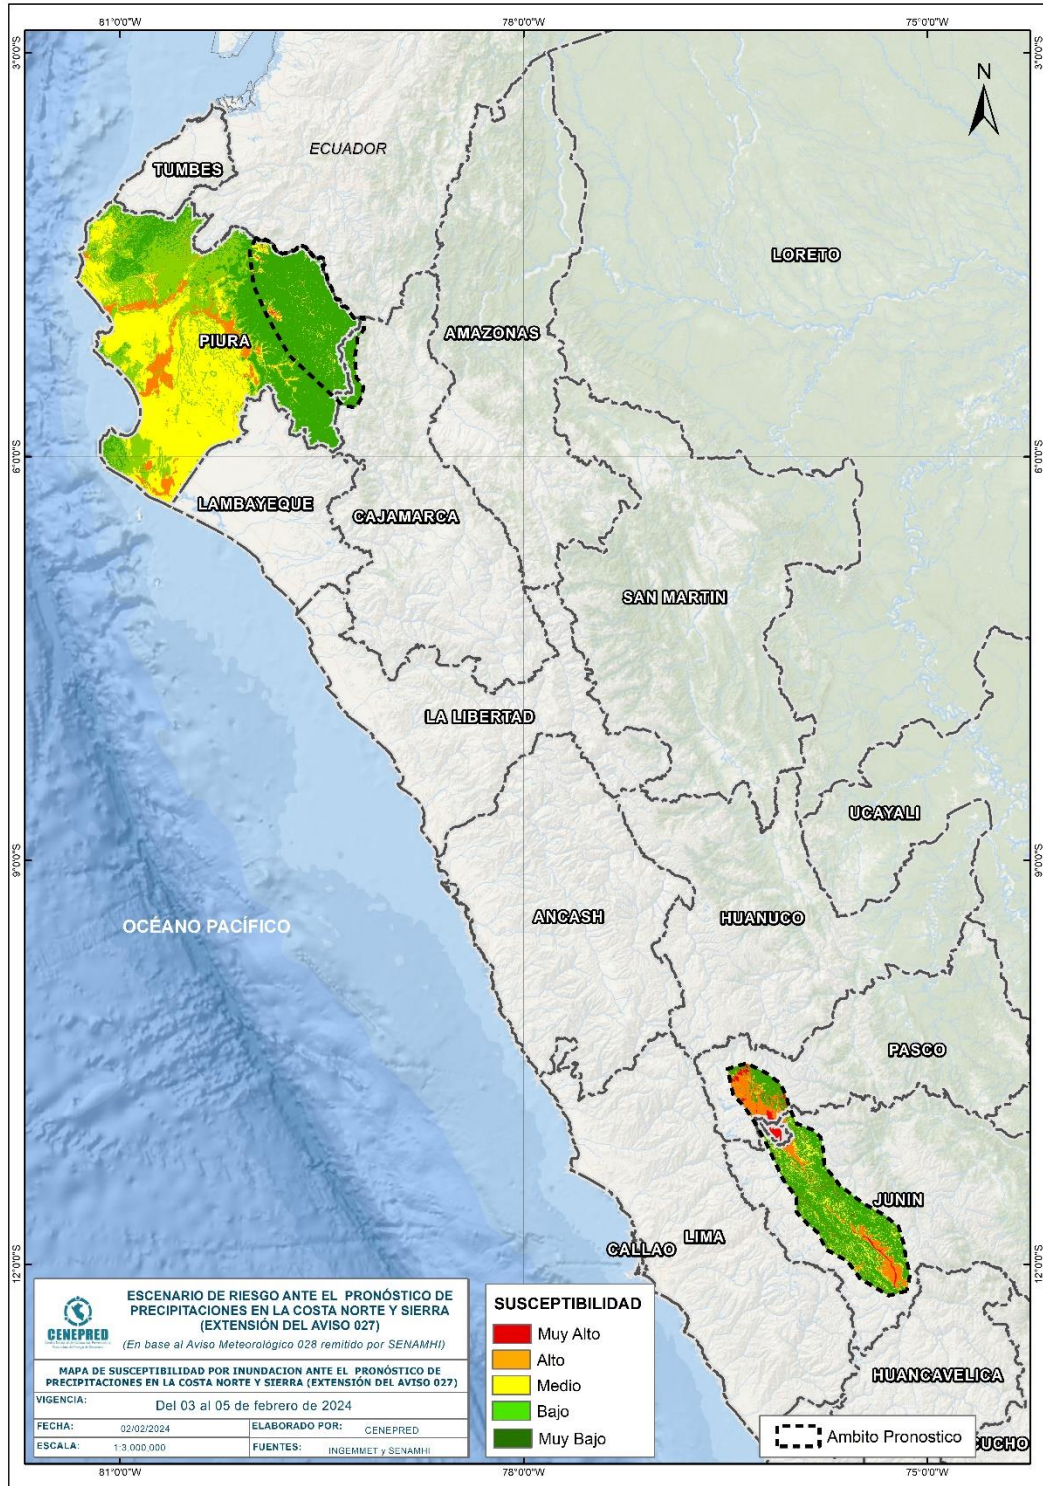 81°0'0"W
78°0'0"W
75°0'0"W
3°0'0"S
3°0'0"S
N
ECUADOR
TUMBES
LORETO
AMAZONAS
PIURA
6°0'0"S
6°0'0"S
LAMBAYEQUE
CAJAMARCA
SAN MARTIN
LA LIBERTAD
UCAYALI
9°0'0"S
9°0'0"S
ANCASH
HUANUCO
OCÉANO PACÍFICO
PASCO
JUNIN
LIMA
CALLAO
12°0'0"S
12°0'0"S
HUANCAVELICA
CUCHO
CENEPRED
ESCENARIO DE RIESGO ANTE EL PRONÓSTICO DE
PRECIPITACIONES EN LA COSTA NORTE Y SIERRA
(EXTENSIÓN DEL AVISO 027)
(En base al Aviso Meteorológico 028 remitido por SENAMHI)
MAPA DE SUSCEPTIBILIDAD POR INUNDACION ANTE EL PRONÓSTICO DE
PRECIPITACIONES EN LA COSTA NORTE Y SIERRA (EXTENSIÓN DEL AVISO 027)
VIGENCIA: Del 03 al 05 de febrero de 2024
FECHA: 02/02/2024 ELABORADO POR: CENEPRED
ESCALA: 1:3,000,000 FUENTES: INGEMMET y SENAMHI
SUSCEPTIBILIDAD
Muy Alto
Alto
Medio
Bajo
Muy Bajo
Ambito Pronostico
81°0'0"W
78°0'0"W
75°0'0"W